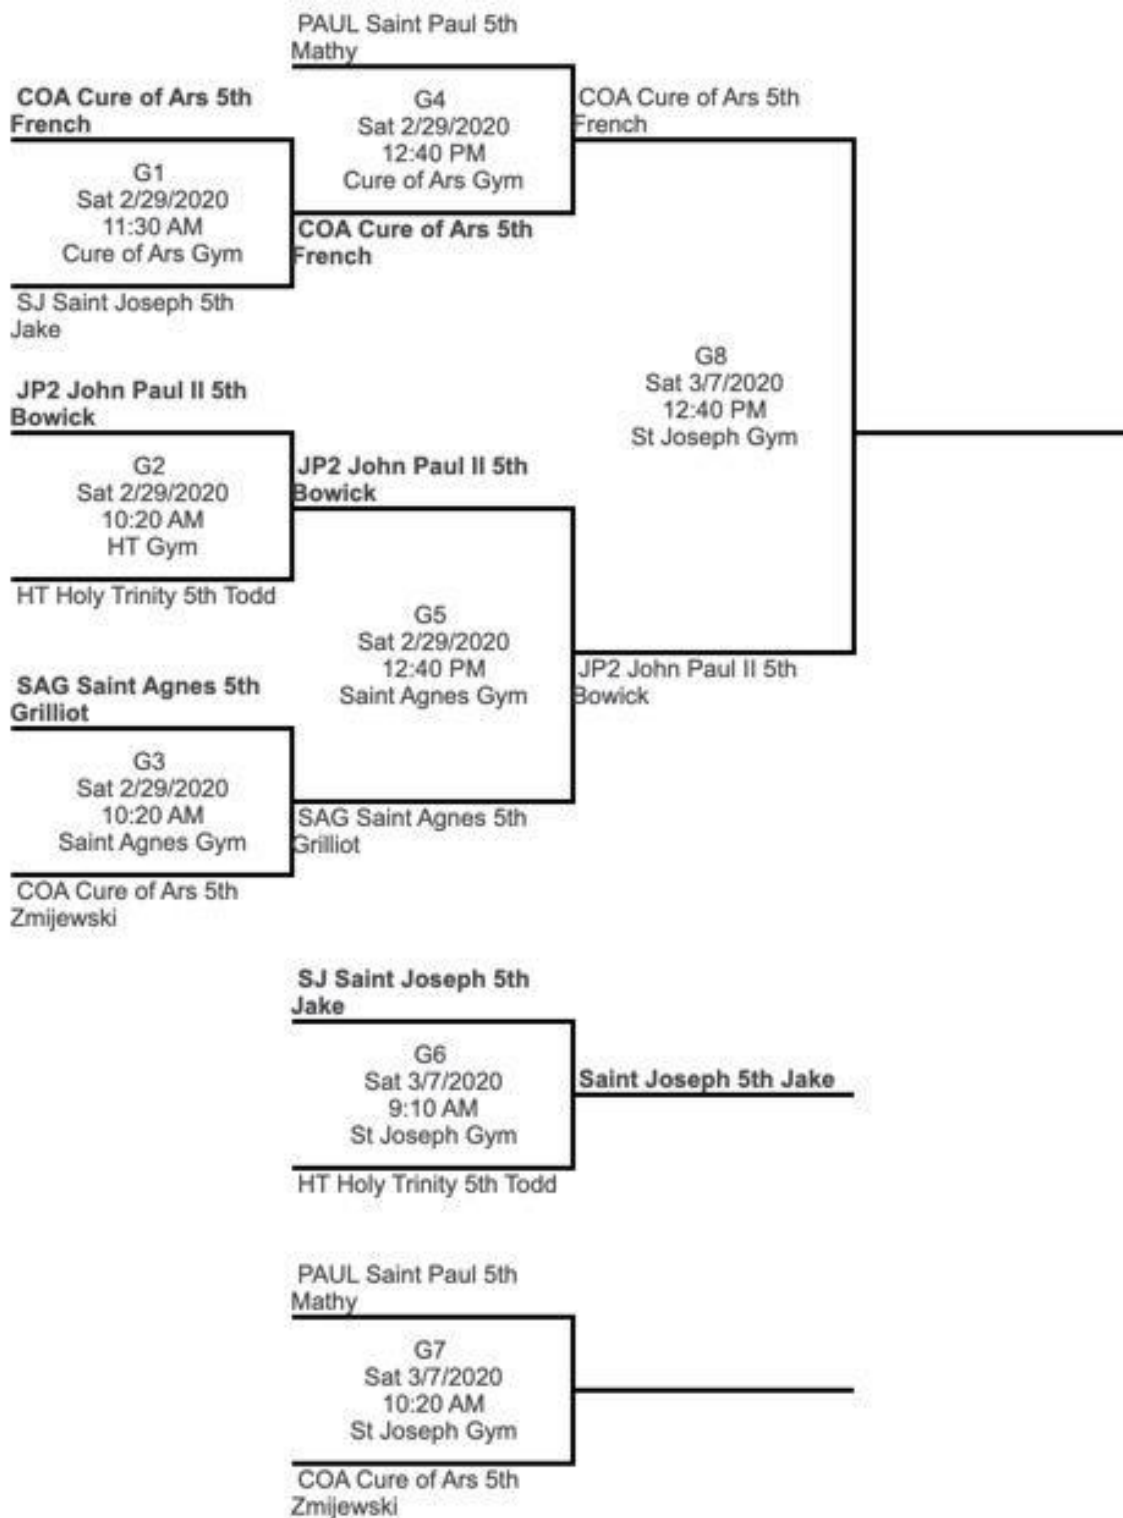 PAUL Saint Paul 5th
Mathy
COA Cure of Ars 5th
French
G1
Sat 2/29/2020
11:30 AM
Cure of Ars Gym
SJ Saint Joseph 5th
Jake
G4
Sat 2/29/2020
12:40 PM
Cure of Ars Gym
COA Cure of Ars 5th
French
COA Cure of Ars 5th
French
JP2 John Paul II 5th
Bowick
G2
Sat 2/29/2020
10:20 AM
HT Gym
HT Holy Trinity 5th Todd
JP2 John Paul II 5th
Bowick
G8
Sat 3/7/2020
12:40 PM
St Joseph Gym
G5
Sat 2/29/2020
12:40 PM
Saint Agnes Gym
JP2 John Paul II 5th
Bowick
SAG Saint Agnes 5th
Grilliot
G3
Sat 2/29/2020
10:20 AM
Saint Agnes Gym
COA Cure of Ars 5th
Zmijewski
SAG Saint Agnes 5th
Grilliot
SJ Saint Joseph 5th
Jake
G6
Sat 3/7/2020
9:10 AM
St Joseph Gym
HT Holy Trinity 5th Todd
Saint Joseph 5th Jake
PAUL Saint Paul 5th
Mathy
G7
Sat 3/7/2020
10:20 AM
St Joseph Gym
COA Cure of Ars 5th
Zmijewski